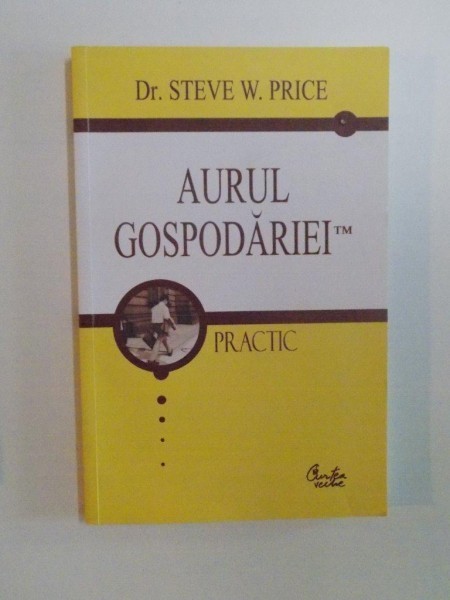 Dr. STEVE W. PRICE
AURUL
GOSPODĂRIEI™
PRACTIC
Curtea
veche